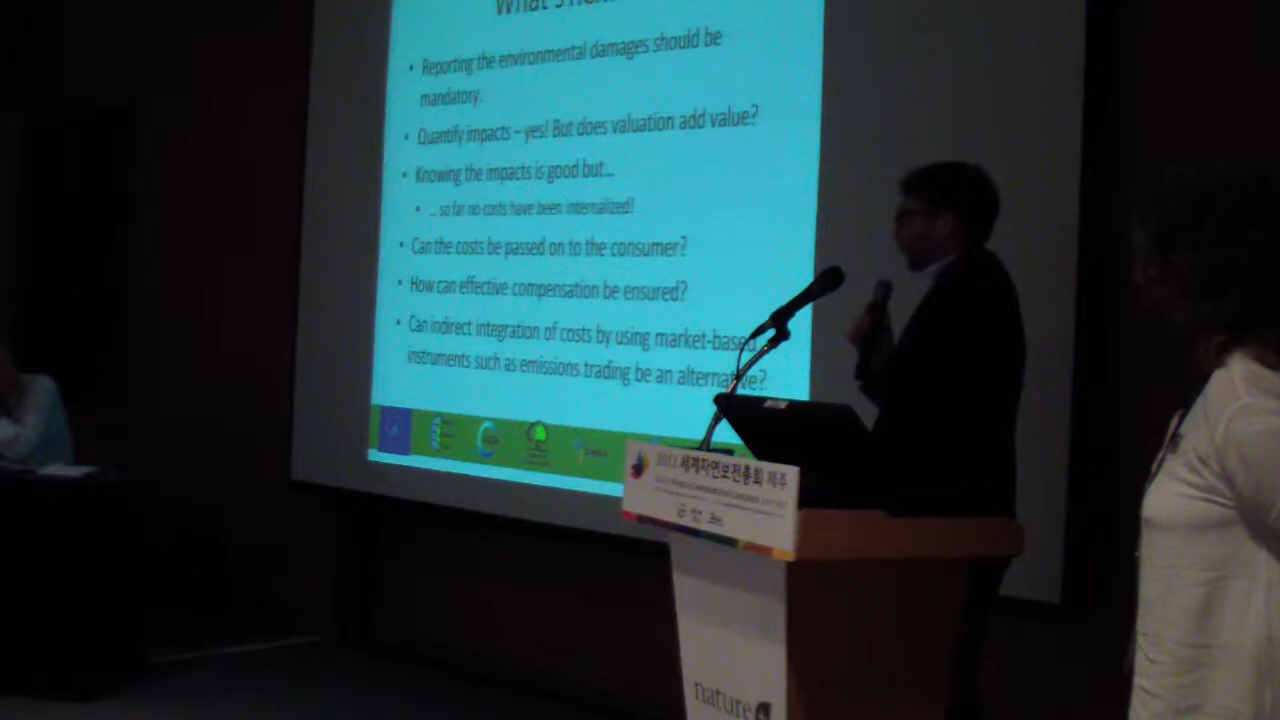 What's next
• Reporting the environmental damages should be
mandatory.
• Quantify impacts – yes! But does valuation add value?
• Knowing the impacts is good but...
• ... so far no costs have been internalized!
• Can the costs be passed on to the consumer?
• How can effective compensation be ensured?
• Can indirect integration of costs by using market-based
instruments such as emissions trading be an alternative?
2012 세계자연보전총회 제주
nature